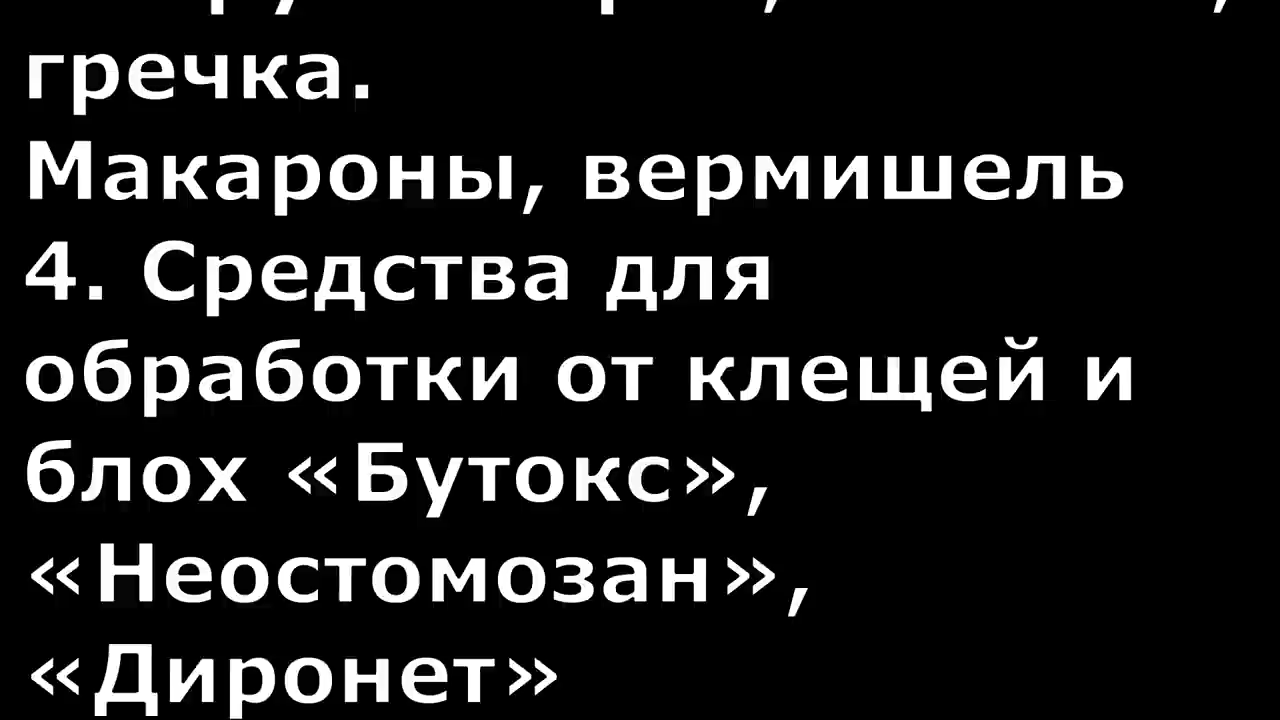 гречка.
Макароны, вермишель
4. Средства для
обработки от клещей и
блох «Бутокс»,
«Неостомозан»,
«Диронет»